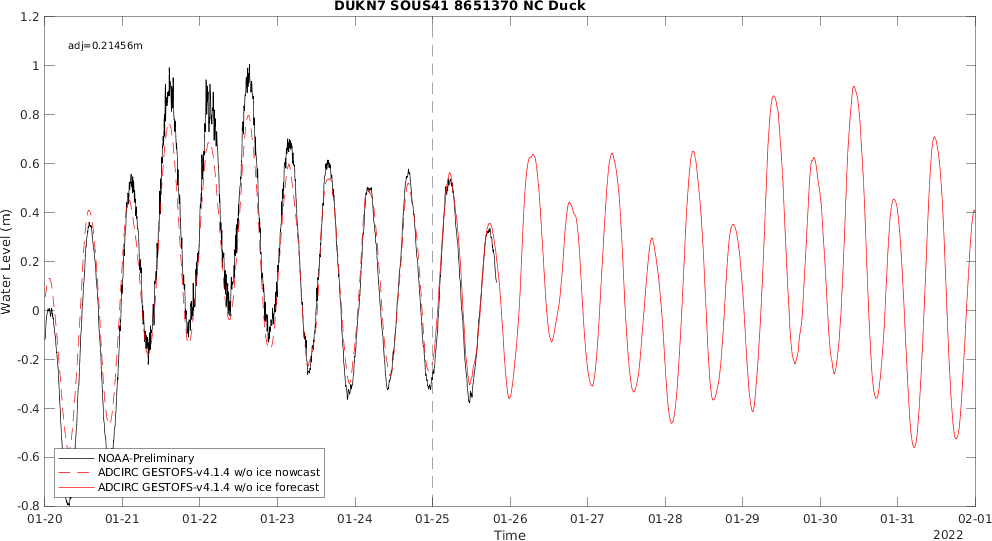 DUKN7 SOUS41 8651370 NC Duck
adj=0.21456m
Water Level (m)
1.2
1
0.8
0.6
0.4
0.2
0
-0.2
-0.4
-0.6
-0.8
NOAA-Preliminary
ADCIRC GESTOFS-v4.1.4 w/o ice nowcast
ADCIRC GESTOFS-v4.1.4 w/o ice forecast
01-20 01-21 01-22 01-23 01-24 01-25 01-26 01-27 01-28 01-29 01-30 01-31 02-01
Time
2022